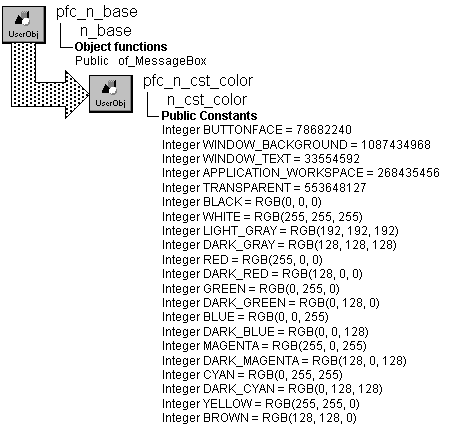 pfc_n_base
n_base
UserObj
Object functions
Public of_MessageBox
pfc_n_cst_color
n_cst_color
UserObj
Public Constants
Integer BUTTONFACE = 78682240
Integer WINDOW_BACKGROUND = 1087434968
Integer WINDOW_TEXT = 33554592
Integer APPLICATION_WORKSPACE = 268435456
Integer TRANSPARENT = 553648127
Integer BLACK = RGB(0, 0, 0)
Integer WHITE = RGB(255, 255, 255)
Integer LIGHT_GRAY = RGB(192, 192, 192)
Integer DARK_GRAY = RGB(128, 128, 128)
Integer RED = RGB(255, 0, 0)
Integer DARK_RED = RGB(128, 0, 0)
Integer GREEN = RGB(0, 255, 0)
Integer DARK_GREEN = RGB(0, 128, 0)
Integer BLUE = RGB(0, 0, 255)
Integer DARK_BLUE = RGB(0, 0, 128)
Integer MAGENTA = RGB(255, 0, 255)
Integer DARK_MAGENTA = RGB(128, 0, 128)
Integer CYAN = RGB(0, 255, 255)
Integer DARK_CYAN = RGB(0, 128, 128)
Integer YELLOW = RGB(255, 255, 0)
Integer BROWN = RGB(128, 128, 0)